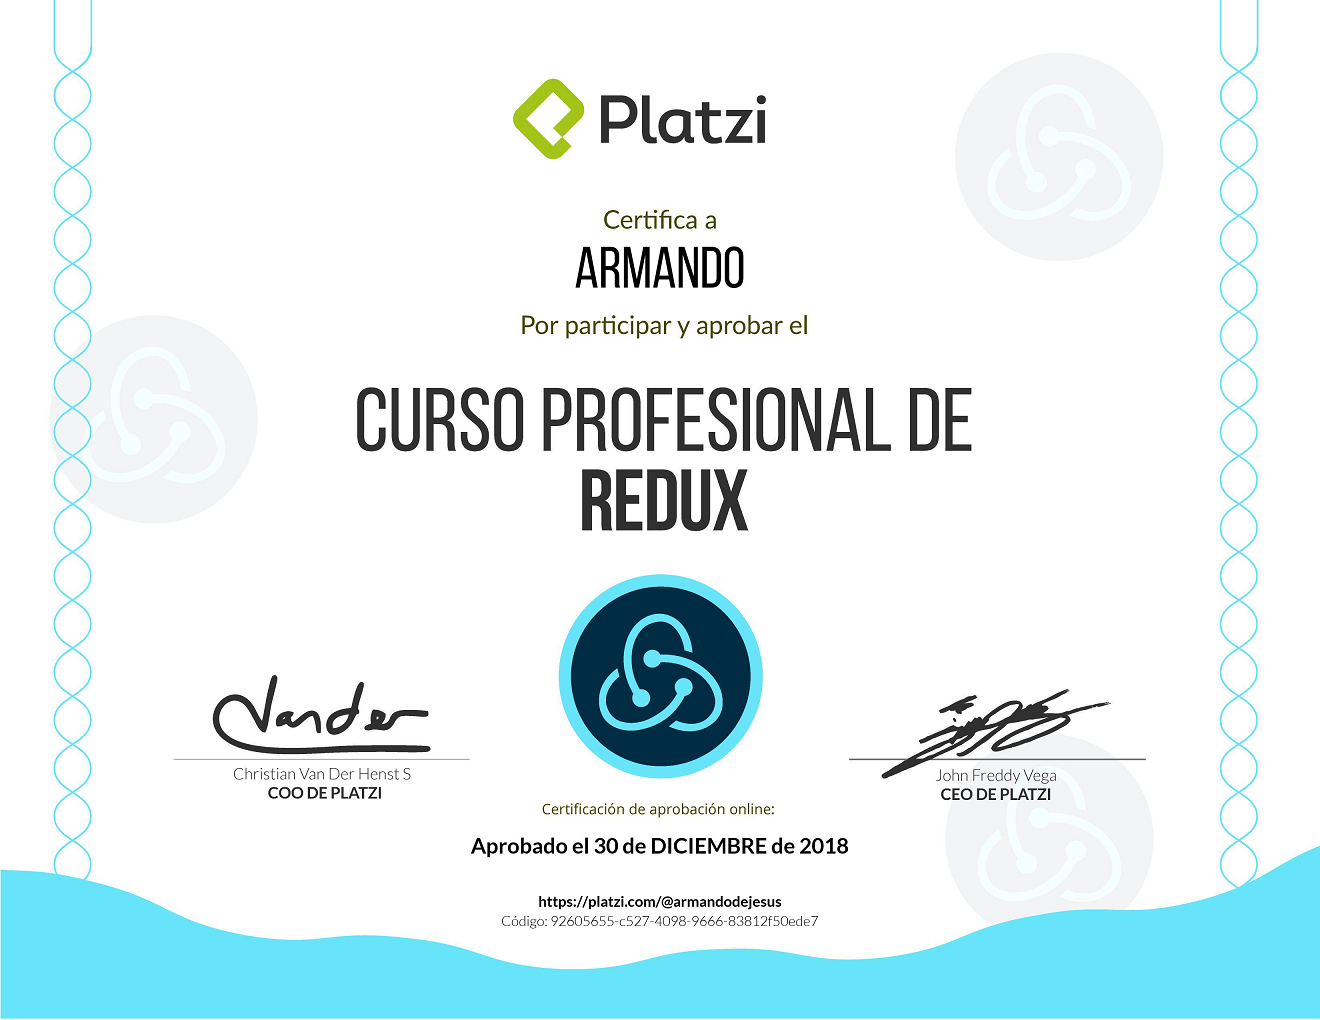 Platzi
Certifica a
ARMANDO
Por participar y aprobar el
CURSO PROFESIONAL DE
REDUX
Vander
Christian Van Der Henst S
COO DE PLATZI
John Freddy Vega
CEO DE PLATZI
Certificación de aprobación online:
Aprobado el 30 de DICIEMBRE de 2018
https://platzi.com/@armandodejesus
Código: 92605655-c527-4098-9666-83812f50ede7